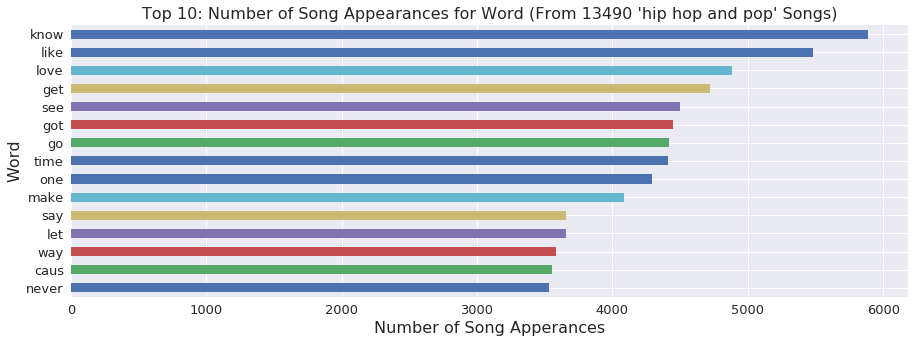 Top 10: Number of Song Appearances for Word (From 13490 'hip hop and pop' Songs)
Word
know
like
love
get
see
got
go
time
one
make
say
let
way
caus
never
0 1000 2000 3000 4000 5000 6000
Number of Song Apperances